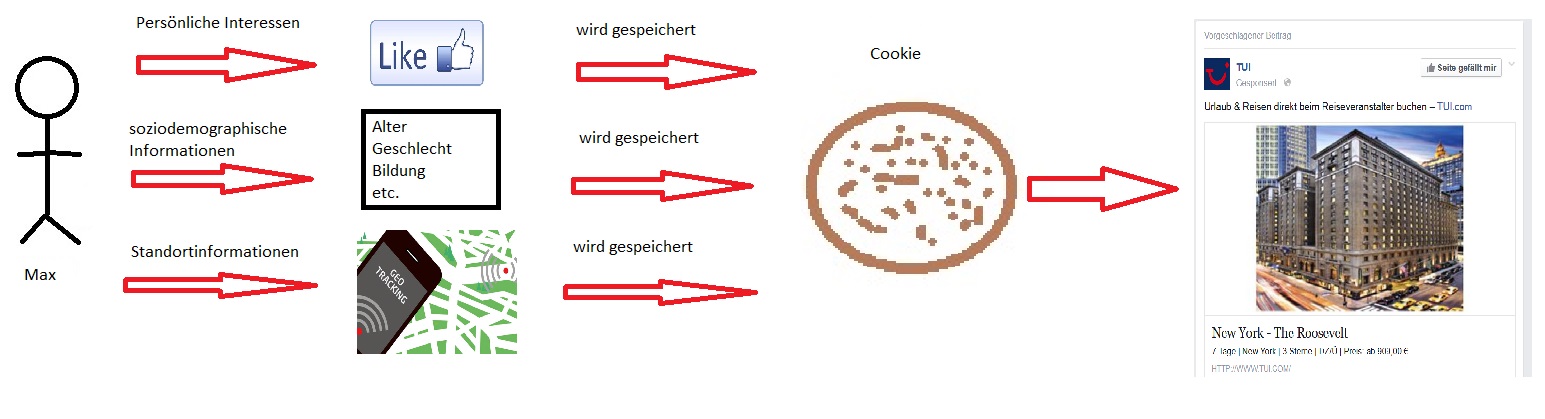 Persönliche Interessen
Like
wird gespeichert
soziodemographische
Informationen
Alter
Geschlecht
Bildung
etc.
wird gespeichert
Standortinformationen
GEO
TRACKING
wird gespeichert
Max
Cookie
Vorgeschlagener Beitrag
TUI
Gesponsert
Seite gefällt mir
Urlaub & Reisen direkt beim Reiseveranstalter buchen – TUI.com
New York - The Roosevelt
7 Tage | New York | 3 Sterne | DZ/Ü | Preis: ab 909,00 €
HTTP://WWW.TUI.COM/